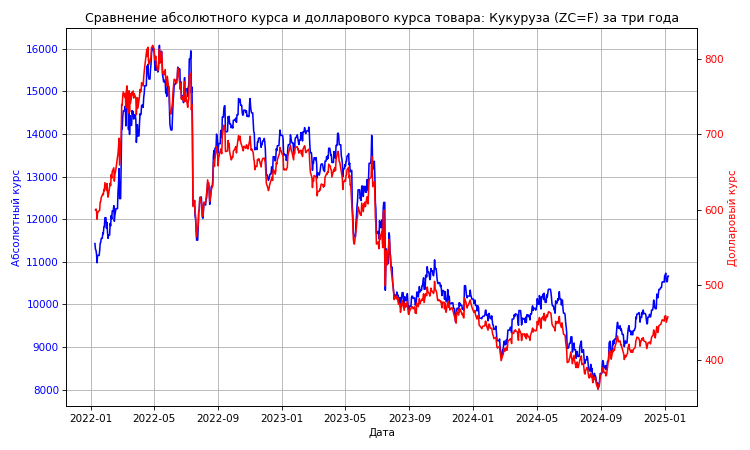 Сравнение абсолютного курса и долларового курса товара: Кукуруза (ZC=F) за три года
Абсолютный курс
16000
15000
14000
13000
12000
11000
10000
9000
8000
800
700
600
500
400
Долларовый курс
2022-01 2022-05 2022-09 2023-01 2023-05 2023-09 2024-01 2024-05 2024-09 2025-01
Дата